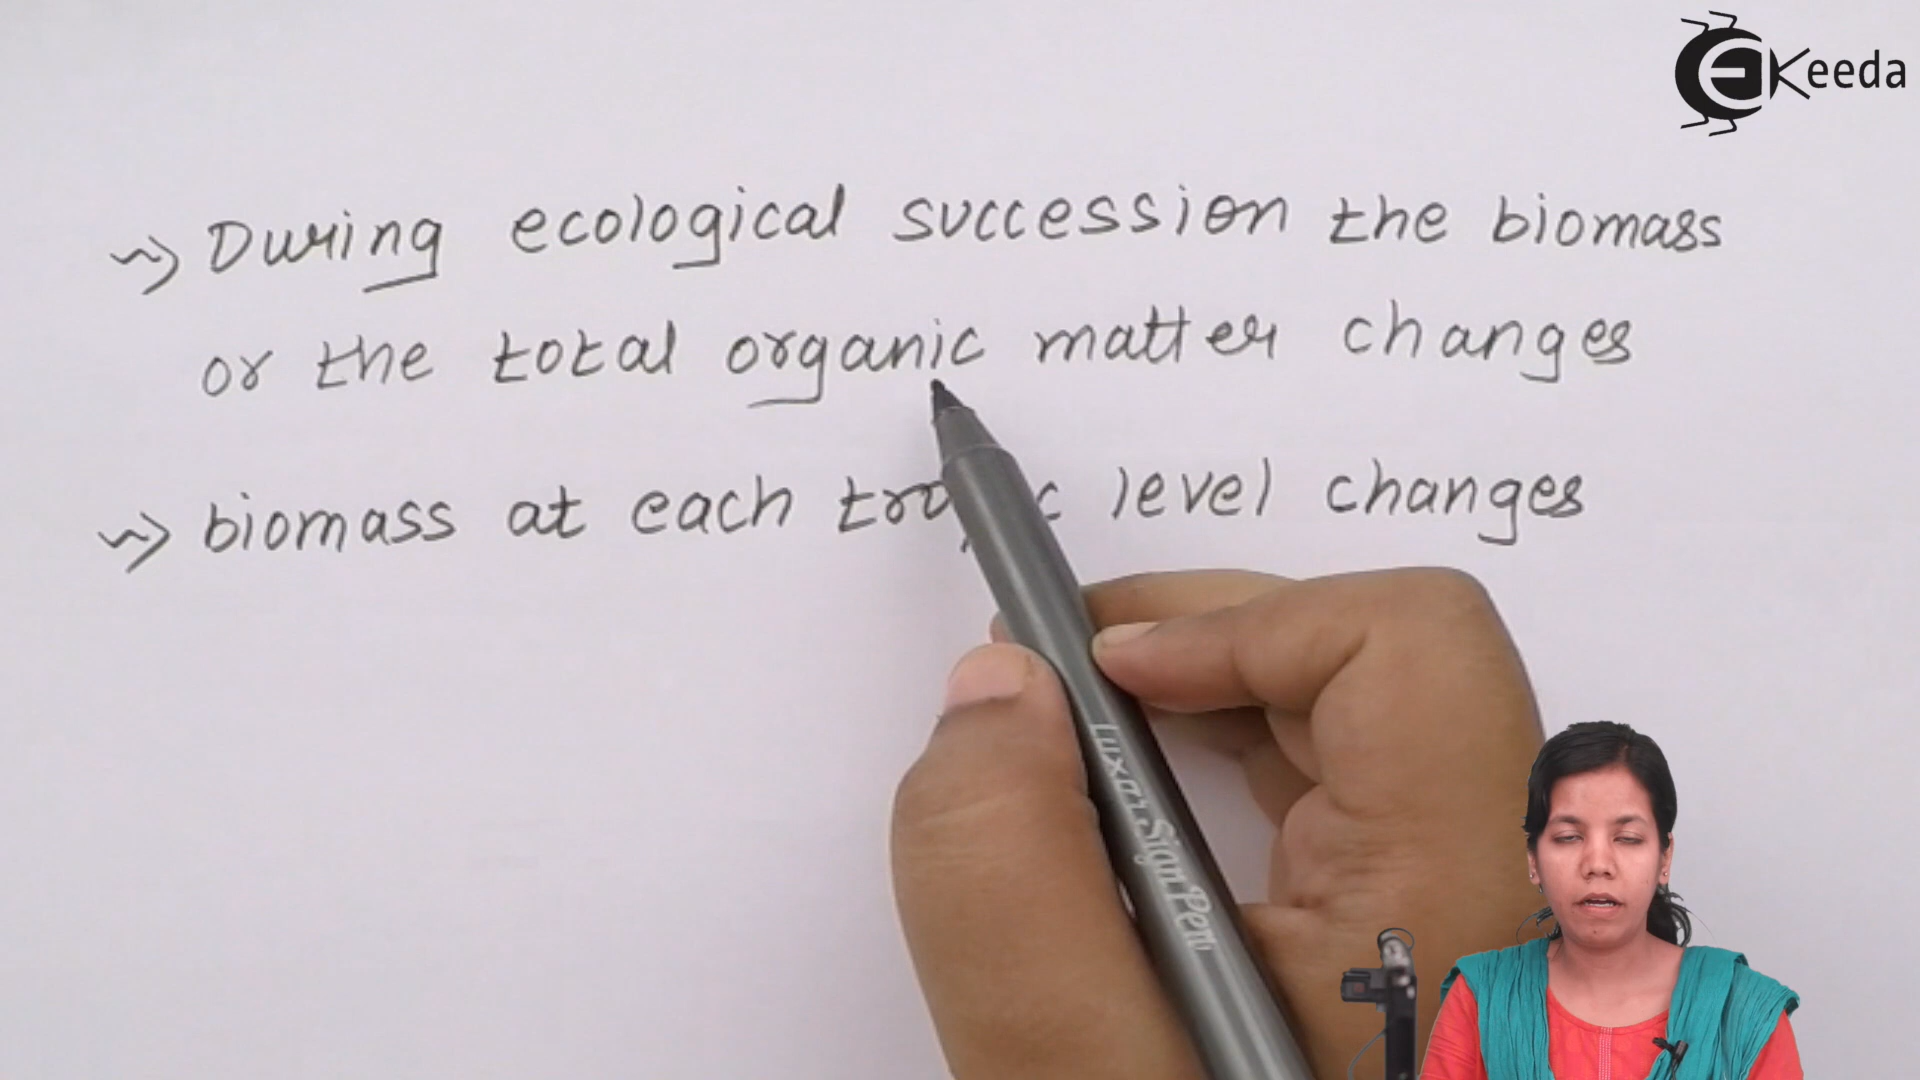 EKeeda
~> During ecological succession the biomass
or the total organic matter changes
~> biomass at each level changes
Luxor Sign Pen